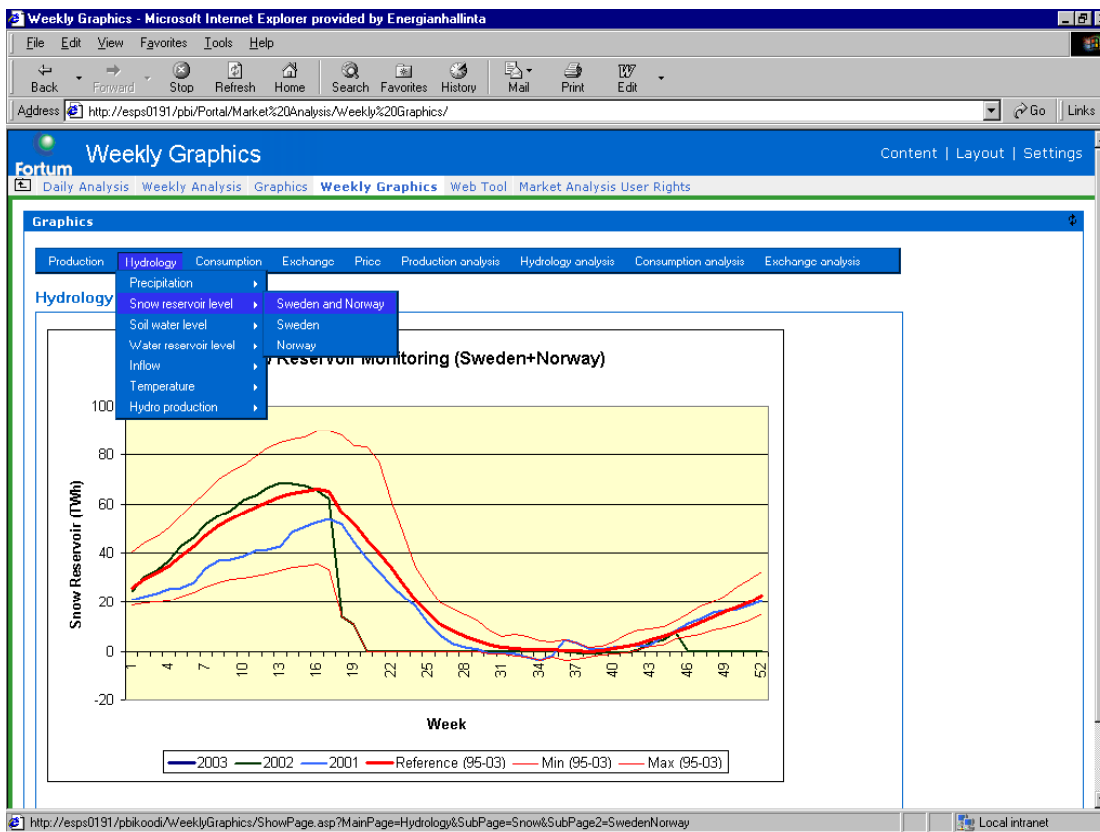 Weekly Graphics - Microsoft Internet Explorer provided by Energianhallinta
File Edit View Favorites Tools Help
Back Forward Stop Refresh Home Search Favorites History Mail Print Edit
Address http://esps0191/pbi/Portal/Market%20Analysis/Weekly%20Graphics/ Go Links
Fortum Weekly Graphics Content | Layout | Settings
Daily Analysis Weekly Analysis Graphics Weekly Graphics Web Tool Market Analysis User Rights
Graphics
Production Hydrology Consumption Exchange Price Production analysis Hydrology analysis Consumption analysis Exchange analysis
Precipitation
Hydrology
Snow reservoir level Sweden and Norway
Soil water level Sweden
Water reservoir level Norway
Reservoir Monitoring (Sweden+Norway)
Inflow
Temperature
Hydro production
100
80
60
40
20
0
-20
Snow Reservoir (TWh)
1 4 7 10 13 16 19 22 25 28 31 34 37 40 43 46 49 52
Week
2003 2002 2001 Reference (95-03) Min (95-03) Max (95-03)
http://esps0191/pbikoodi/WeeklyGraphics/ShowPage.asp?MainPage=Hydrology&SubPage=Snow&SubPage2=SwedenNorway Local intranet